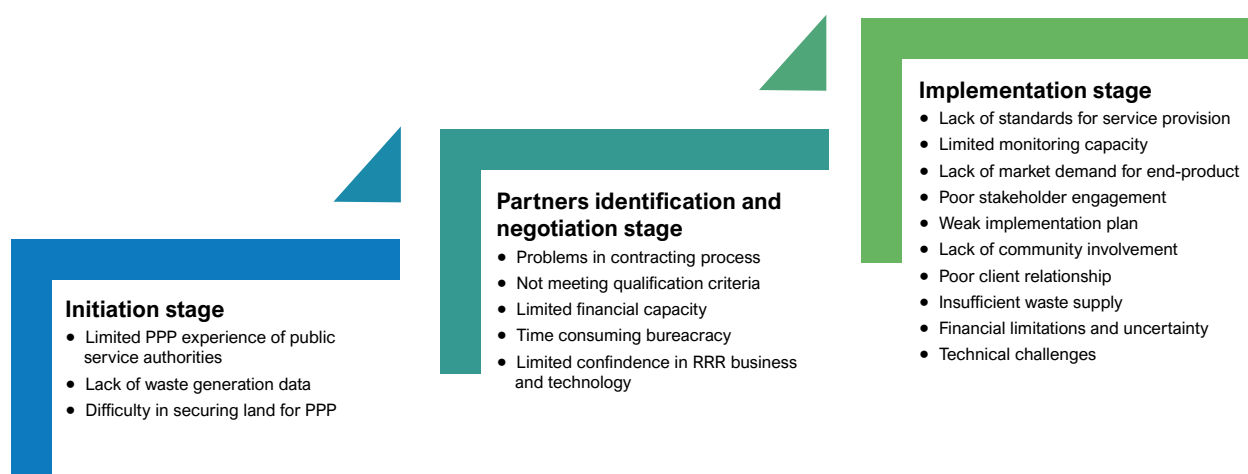 Initiation stage
• Limited PPP experience of public
service authorities
• Lack of waste generation data
• Difficulty in securing land for PPP
Partners identification and
negotiation stage
• Problems in contracting process
• Not meeting qualification criteria
• Limited financial capacity
• Time consuming bureacracy
• Limited confindence in RRR business
and technology
Implementation stage
• Lack of standards for service provision
• Limited monitoring capacity
• Lack of market demand for end-product
• Poor stakeholder engagement
• Weak implementation plan
• Lack of community involvement
• Poor client relationship
• Insufficient waste supply
• Financial limitations and uncertainty
• Technical challenges